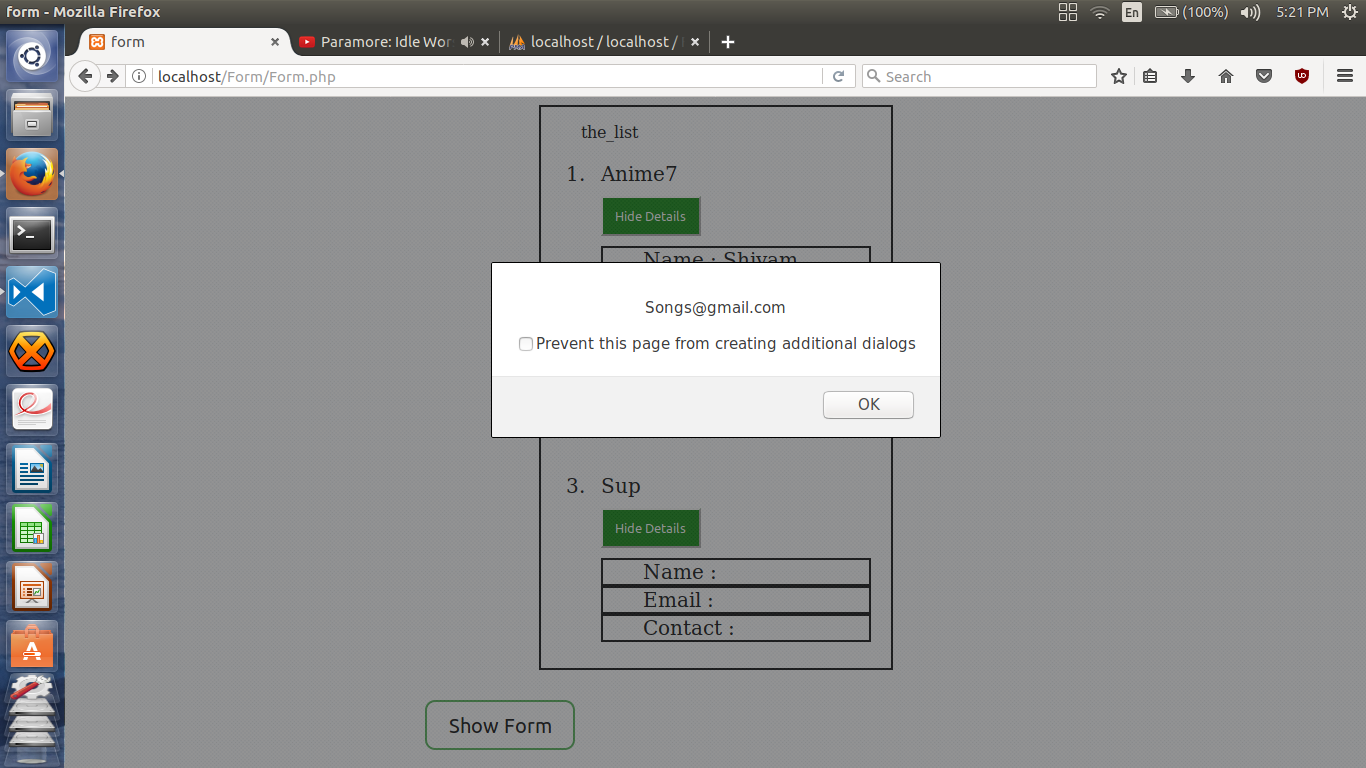 form - Mozilla Firefox
En
(100%)
5:21 PM
form
Paramore: Idle Wor
localhost / localhost /
localhost/Form/Form.php
Search
the_list
1. Anime7
Hide Details
Name : Shivam
Songs@gmail.com
Prevent this page from creating additional dialogs
OK
3. Sup
Hide Details
Name :
Email :
Contact :
Show Form